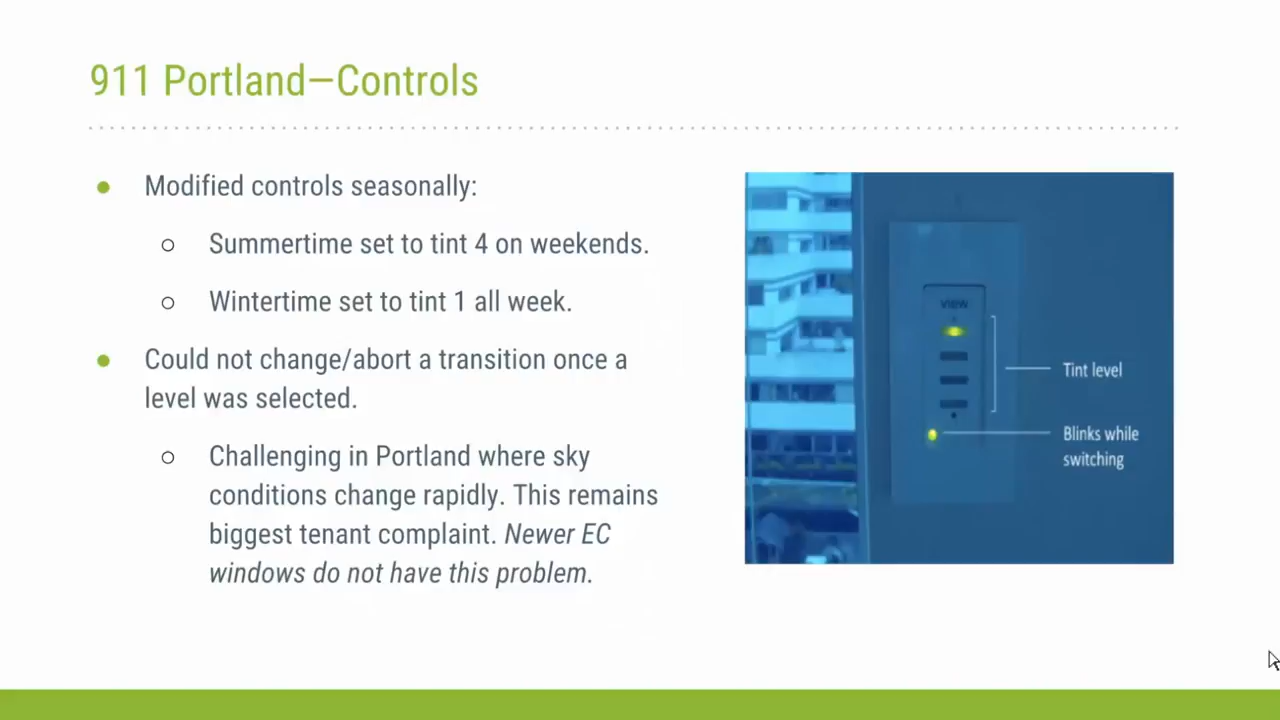 911 Portland—Controls
● Modified controls seasonally:
○ Summertime set to tint 4 on weekends.
○ Wintertime set to tint 1 all week.
● Could not change/abort a transition once a
level was selected.
○ Challenging in Portland where sky
conditions change rapidly. This remains
biggest tenant complaint. Newer EC
windows do not have this problem.
VIEW
Tint level
Blinks while
switching